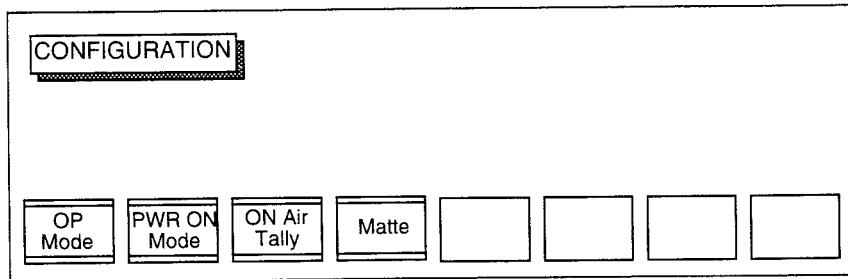 CONFIGURATION
OP
Mode
PWR ON
Mode
ON Air
Tally
Matte